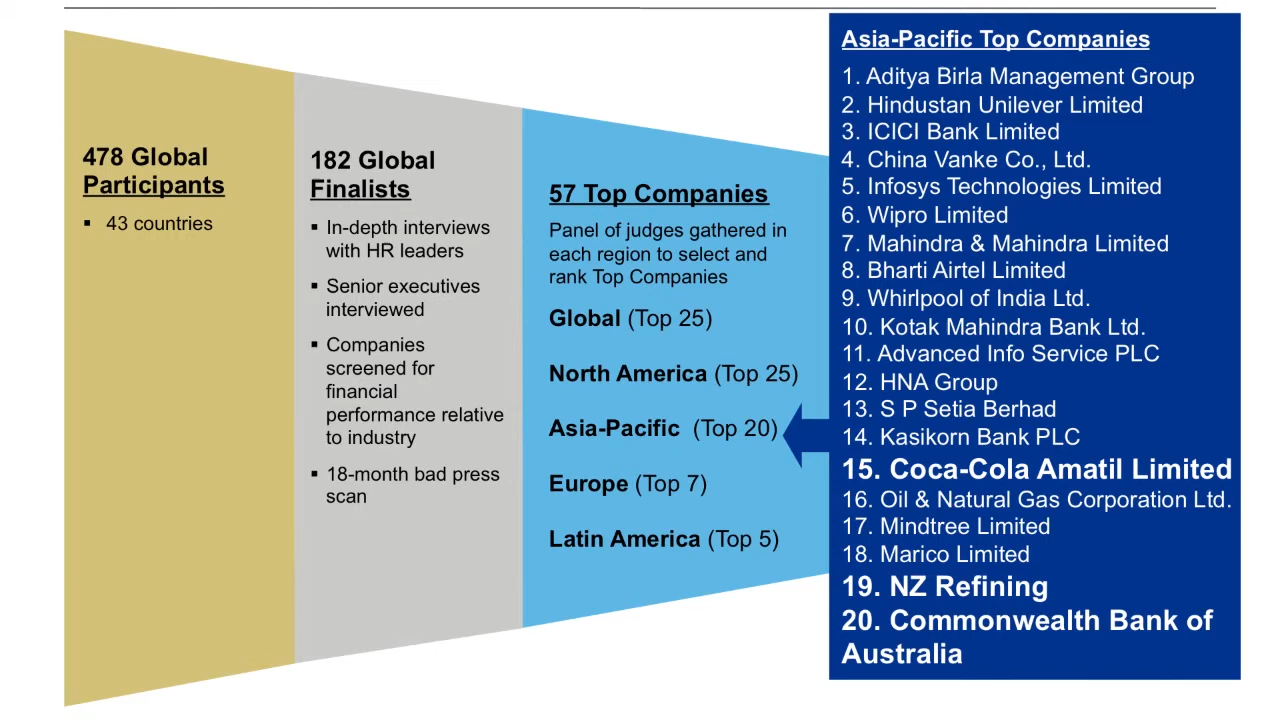 478 Global
Participants
▪ 43 countries
182 Global
Finalists
▪ In-depth interviews
with HR leaders
▪ Senior executives
interviewed
▪ Companies
screened for
financial
performance relative
to industry
▪ 18-month bad press
scan
57 Top Companies
Panel of judges gathered in
each region to select and
rank Top Companies
Global (Top 25)
North America (Top 25)
Asia-Pacific (Top 20)
Europe (Top 7)
Latin America (Top 5)
Asia-Pacific Top Companies
1. Aditya Birla Management Group
2. Hindustan Unilever Limited
3. ICICI Bank Limited
4. China Vanke Co., Ltd.
5. Infosys Technologies Limited
6. Wipro Limited
7. Mahindra & Mahindra Limited
8. Bharti Airtel Limited
9. Whirlpool of India Ltd.
10. Kotak Mahindra Bank Ltd.
11. Advanced Info Service PLC
12. HNA Group
13. S P Setia Berhad
14. Kasikorn Bank PLC
15. Coca-Cola Amatil Limited
16. Oil & Natural Gas Corporation Ltd.
17. Mindtree Limited
18. Marico Limited
19. NZ Refining
20. Commonwealth Bank of
Australia